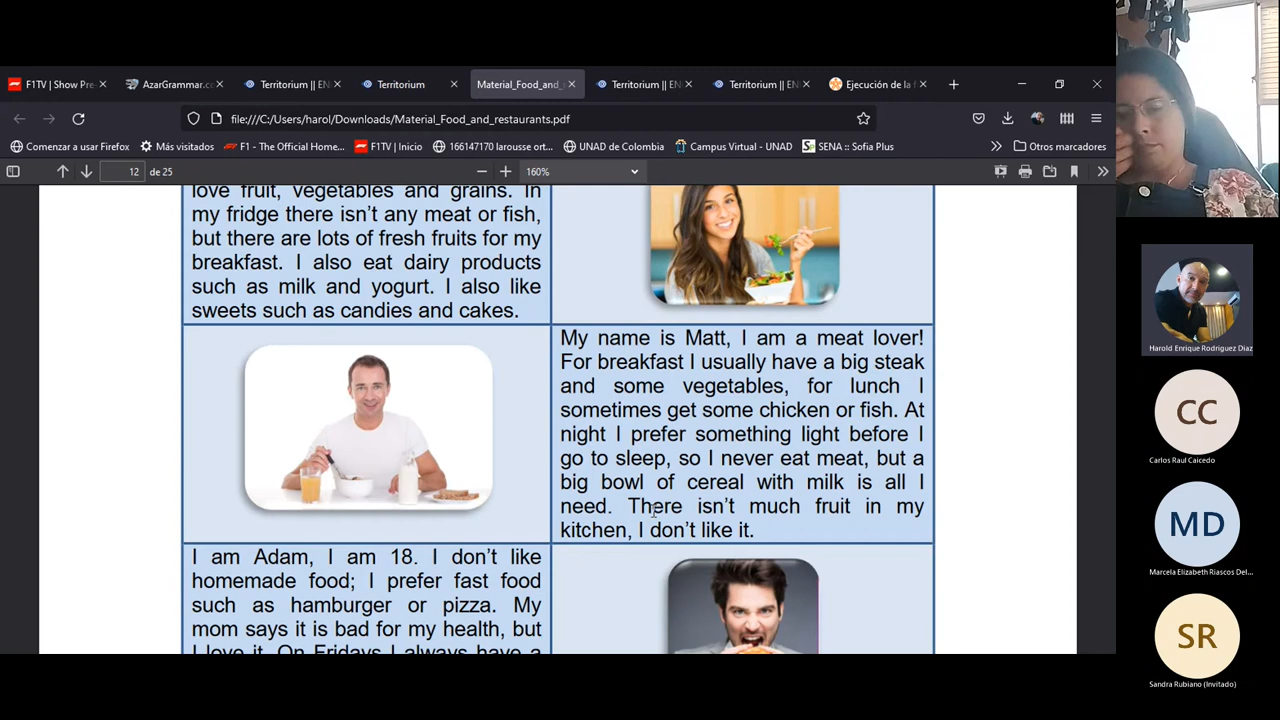 F1TV | Show Pre-
AzarGrammar.c
Territorium || EN
Territorium
Material_Food_and_
Territorium || EN
Territorium || EN
Ejecución de la f
file:///C:/Users/harol/Downloads/Material_Food_and_restaurants.pdf
Comenzar a usar Firefox
Más visitados
F1 - The Official Home...
F1TV | Inicio
166147170 larousse ort...
UNAD de Colombia
Campus Virtual - UNAD
SENA :: Sofia Plus
Otros marcadores
12 de 25
160%
love fruit, vegetables and grains. In
my fridge there isn't any meat or fish,
but there are lots of fresh fruits for my
breakfast. I also eat dairy products
such as milk and yogurt. I also like
sweets such as candies and cakes.
My name is Matt, I am a meat lover!
For breakfast I usually have a big steak
and some vegetables, for lunch I
sometimes get some chicken or fish. At
night I prefer something light before I
go to sleep, so I never eat meat, but a
big bowl of cereal with milk is all I
need. There isn't much fruit in my
kitchen, I don't like it.
I am Adam, I am 18. I don't like
homemade food; I prefer fast food
such as hamburger or pizza. My
mom says it is bad for my health, but
I love it. On Fridays I always have a
Harold Enrique Rodriguez Diaz
CC
Carlos Raul Caicedo
MD
Marcela Elizabeth Riascos Del...
SR
Sandra Rubiano (Invitado)